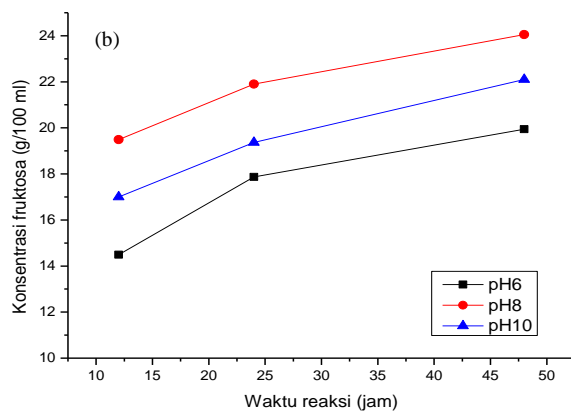 (b)
Konsentrasi fruktosa (g/100 ml)
24
22
20
18
16
14
12
10
pH6
pH8
pH10
10 15 20 25 30 35 40 45 50
Waktu reaksi (jam)